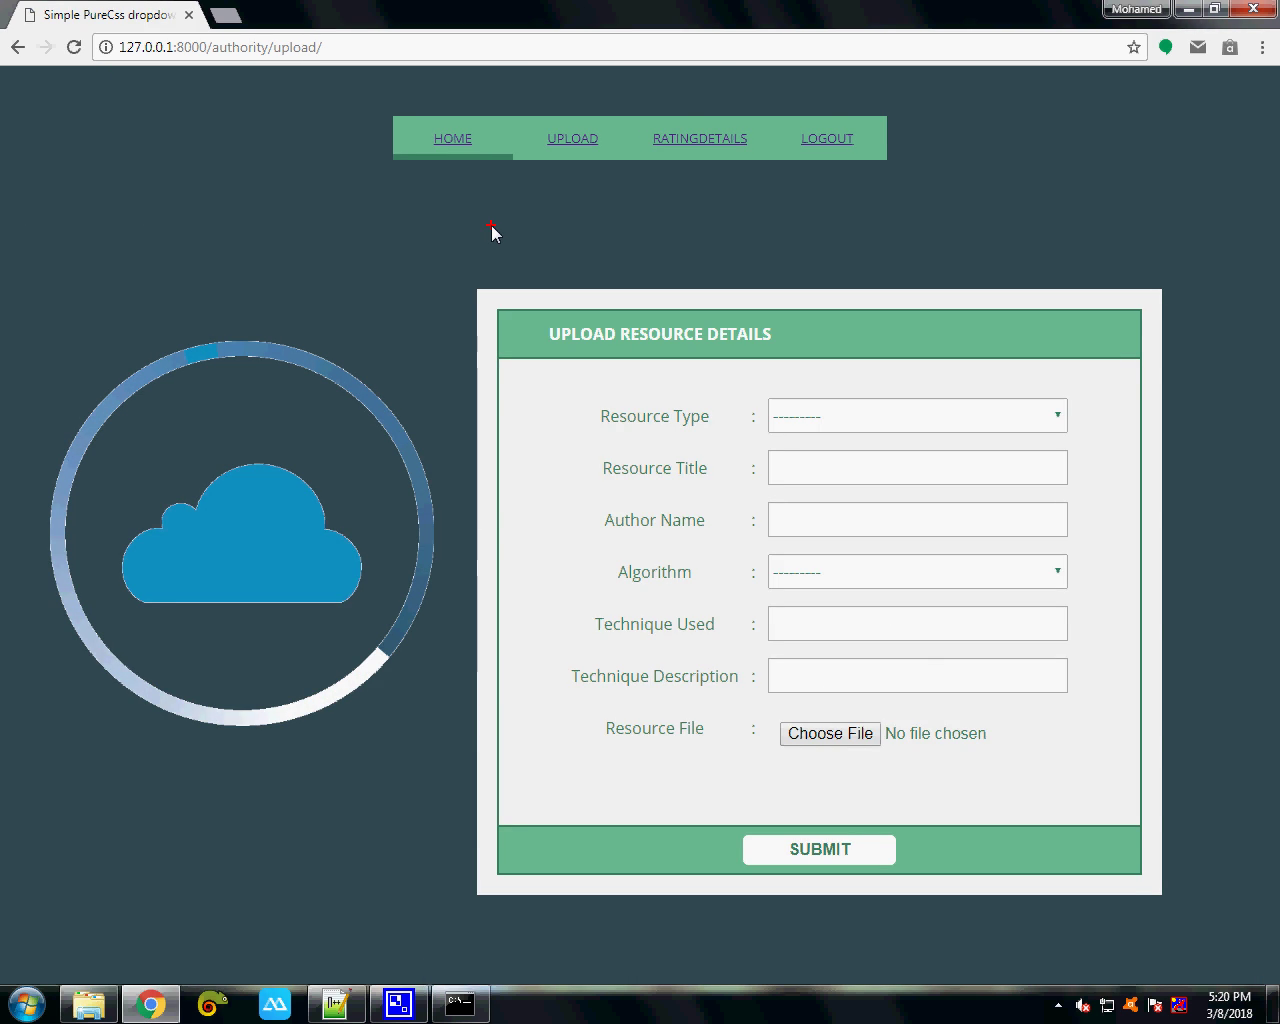 Simple PureCss dropdow
Mohamed
127.0.0.1:8000/authority/upload/
HOME UPLOAD RATINGDETAILS LOGOUT
UPLOAD RESOURCE DETAILS
Resource Type : ---------
Resource Title :
Author Name :
Algorithm : ---------
Technique Used :
Technique Description :
Resource File : Choose File No file chosen
SUBMIT
C:\.
5:20 PM
3/8/2018